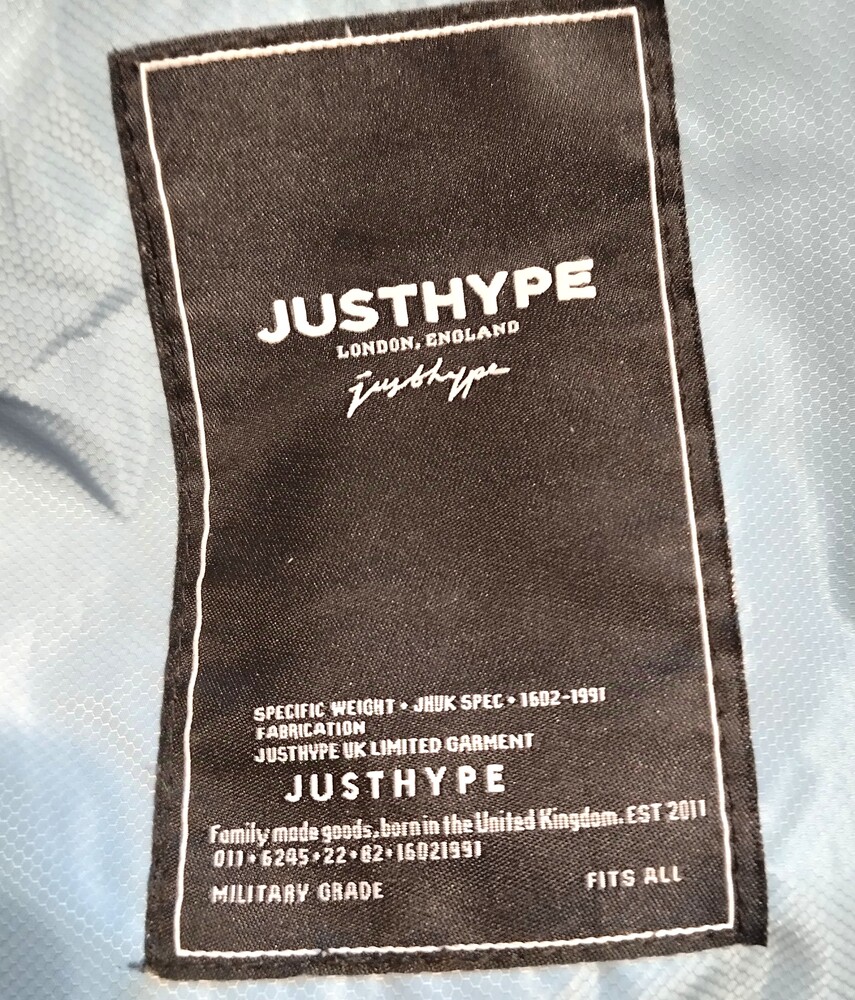 JUSTHYPE
LONDON, ENGLAND
justhype
SPECIFIC WEIGHT • JHUK SPEC • 1602-1991
FABRICATION
JUSTHYPE UK LIMITED GARMENT
JUSTHYPE
Family made goods, born in the United Kingdom. EST 2011
011 • 6245 • 22 • 82 • 16021991
MILITARY GRADE
FITS ALL